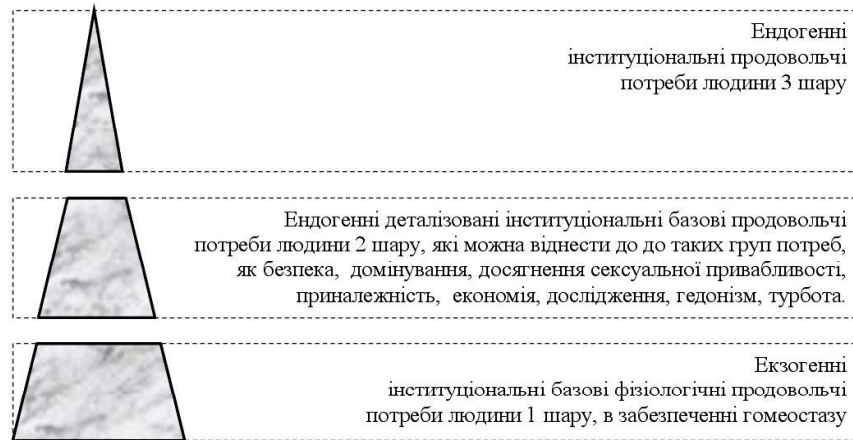 Ендогенні
інституціональні продовольчі
потреби людини 3 шару
Ендогенні деталізовані інституціональні базові продовольчі
потреби людини 2 шару, які можна віднести до до таких груп потреб,
як безпека, домінування, досягнення сексуальної привабливості,
приналежність, економія, дослідження, гедонізм, турбота.
Екзогенні
інституціональні базові фізіологічні продовольчі
потреби людини 1 шару, в забезпеченні гомеостазу